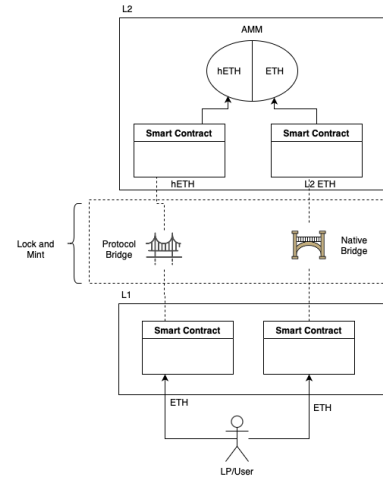 L2
AMM
hETH
ETH
Smart Contract
Smart Contract
hETH
L2 ETH
Lock and
Mint
Protocol
Bridge
Native
Bridge
L1
Smart Contract
Smart Contract
ETH
ETH
LP/User